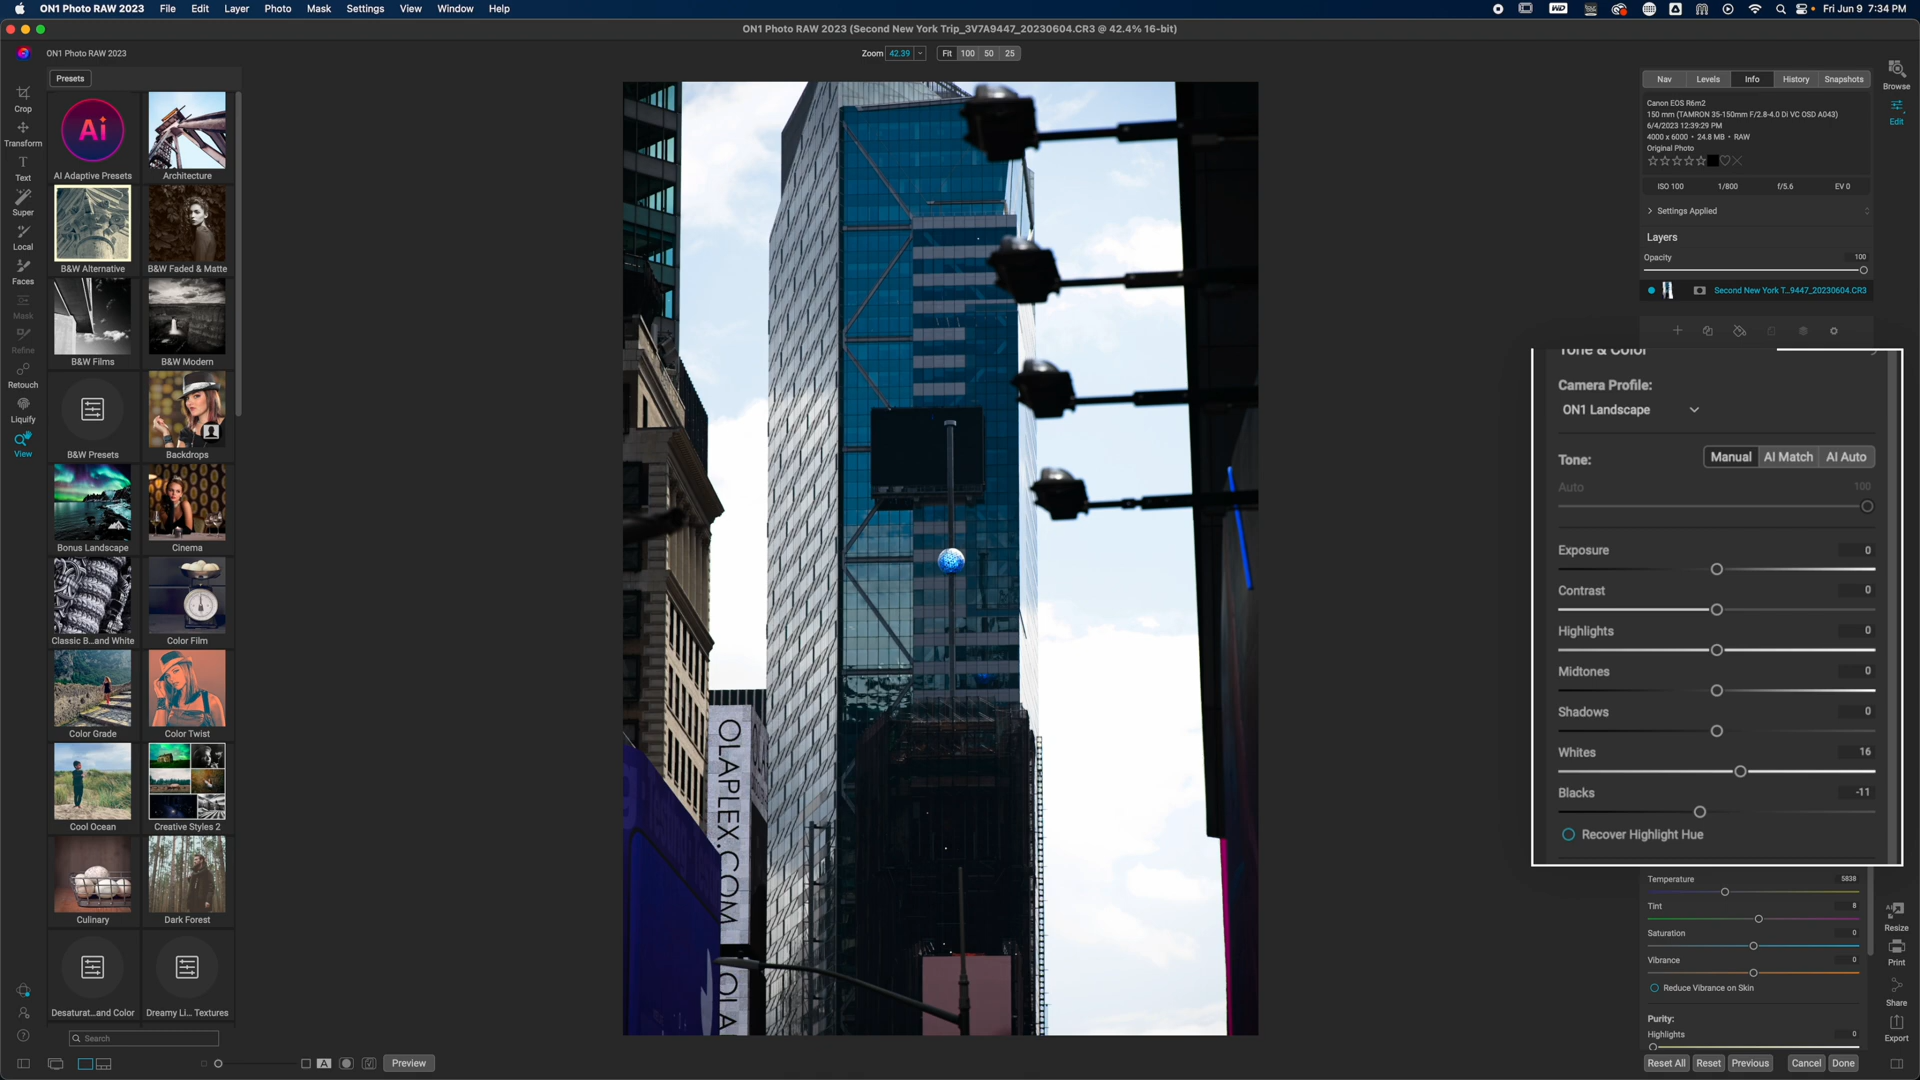 ON1 Photo RAW 2023 File Edit Layer Photo Mask Settings View Window Help
Fri Jun 9 7:34 PM
ON1 Photo RAW 2023 (Second New York Trip_3V7A9447_20230604.CR3 @ 42.4% 16-bit)
ON1 Photo RAW 2023
Zoom 42.39 Fit 100 50 25
Presets
Crop
Transform
Text
Super
Local
Faces
Mask
Refine
Retouch
Liquify
View
Ai
AI Adaptive Presets Architecture
B&W Alternative B&W Faded & Matte
B&W Films B&W Modern
B&W Presets Backdrops
Bonus Landscape Cinema
Classic B...and White Color Film
Color Grade Color Twist
Cool Ocean Creative Styles 2
Culinary Dark Forest
Desaturat...and Color Dreamy Li... Textures
Search
A Preview
OLAPLEX.COM
OLA
Nav Levels Info History Snapshots
Browse
Edit
Canon EOS R6m2
150 mm (TAMRON 35-150mm F/2.8-4.0 Di VC OSD A043)
6/4/2023 12:39:29 PM
4000 x 6000 • 24.8 MB • RAW
Original Photo
ISO 100 1/800 f/5.6 EV 0
Settings Applied
Layers
Opacity 100
Second New York T...9447_20230604.CR3
Tone & Color
Camera Profile:
ON1 Landscape
Tone: Manual AI Match AI Auto
Auto 100
Exposure 0
Contrast 0
Highlights 0
Midtones 0
Shadows 0
Whites 16
Blacks -11
Recover Highlight Hue
Temperature 5838
Tint 8
Saturation 0
Vibrance 0
Reduce Vibrance on Skin
Purity:
Highlights 0
Resize
Print
Share
Export
Reset All Reset Previous Cancel Done